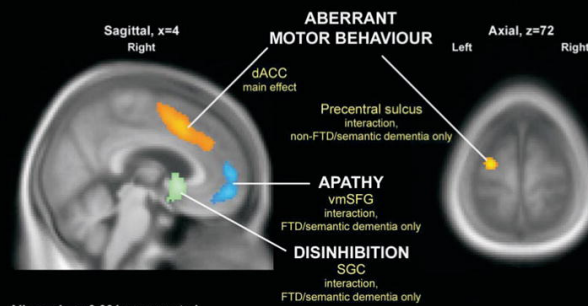 ABERRANT
MOTOR BEHAVIOUR
Sagittal, x=4
Right
Axial, z=72
Left Right
dACC
main effect
Precentral sulcus
interaction,
non-FTD/semantic dementia only
APATHY
vmSFG
interaction,
FTD/semantic dementia only
DISINHIBITION
SGC
interaction,
FTD/semantic dementia only